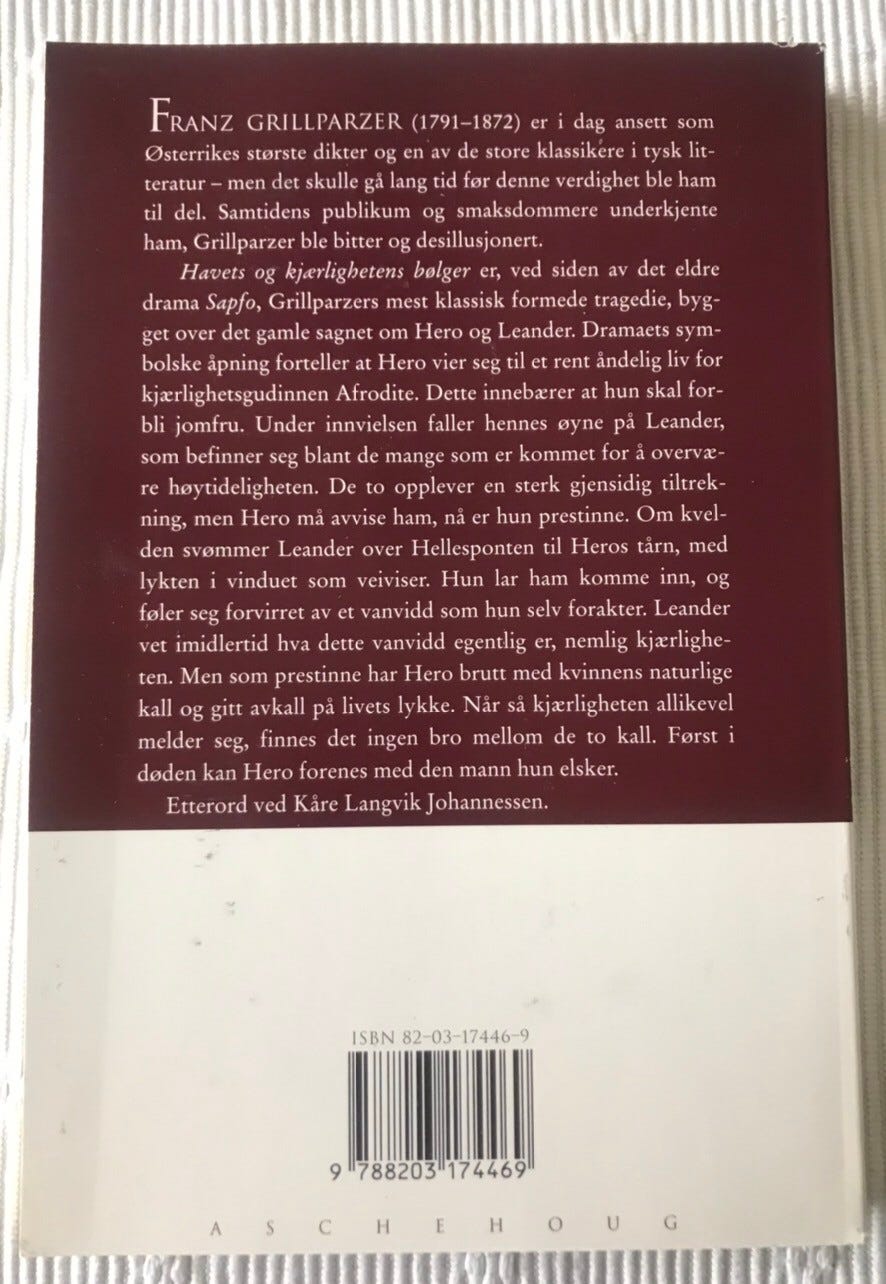 FRANZ GRILLPARZER (1791–1872) er i dag ansett som
Østerrikes største dikter og en av de store klassikere i tysk lit-
teratur – men det skulle gå lang tid før denne verdighet ble ham
til del. Samtidens publikum og smaksdommere underkjente
ham, Grillparzer ble bitter og desillusjonert.
Havets og kjærlighetens bølger er, ved siden av det eldre
drama Sapfo, Grillparzers mest klassisk formede tragedie, byg-
get over det gamle sagnet om Hero og Leander. Dramaets sym-
bolske åpning forteller at Hero vier seg til et rent åndelig liv for
kjærlighetsgudinnen Afrodite. Dette innebærer at hun skal for-
bli jomfru. Under innvielsen faller hennes øyne på Leander,
som befinner seg blant de mange som er kommet for å overvæ-
re høytideligheten. De to opplever en sterk gjensidig tiltrek-
ning, men Hero må avvise ham, nå er hun prestinne. Om kvel-
den svømmer Leander over Hellesponten til Heros tårn, med
lykten i vinduet som veiviser. Hun lar ham komme inn, og
føler seg forvirret av et vanvidd som hun selv forakter. Leander
vet imidlertid hva dette vanvidd egentlig er, nemlig kjærlighe-
ten. Men som prestinne har Hero brutt med kvinnens naturlige
kall og gitt avkall på livets lykke. Når så kjærligheten allikevel
melder seg, finnes det ingen bro mellom de to kall. Først i
døden kan Hero forenes med den mann hun elsker.
Etterord ved Kåre Langvik Johannessen.
ISBN 82-03-17446-9
9 788203 174469
ASCHEHOUG